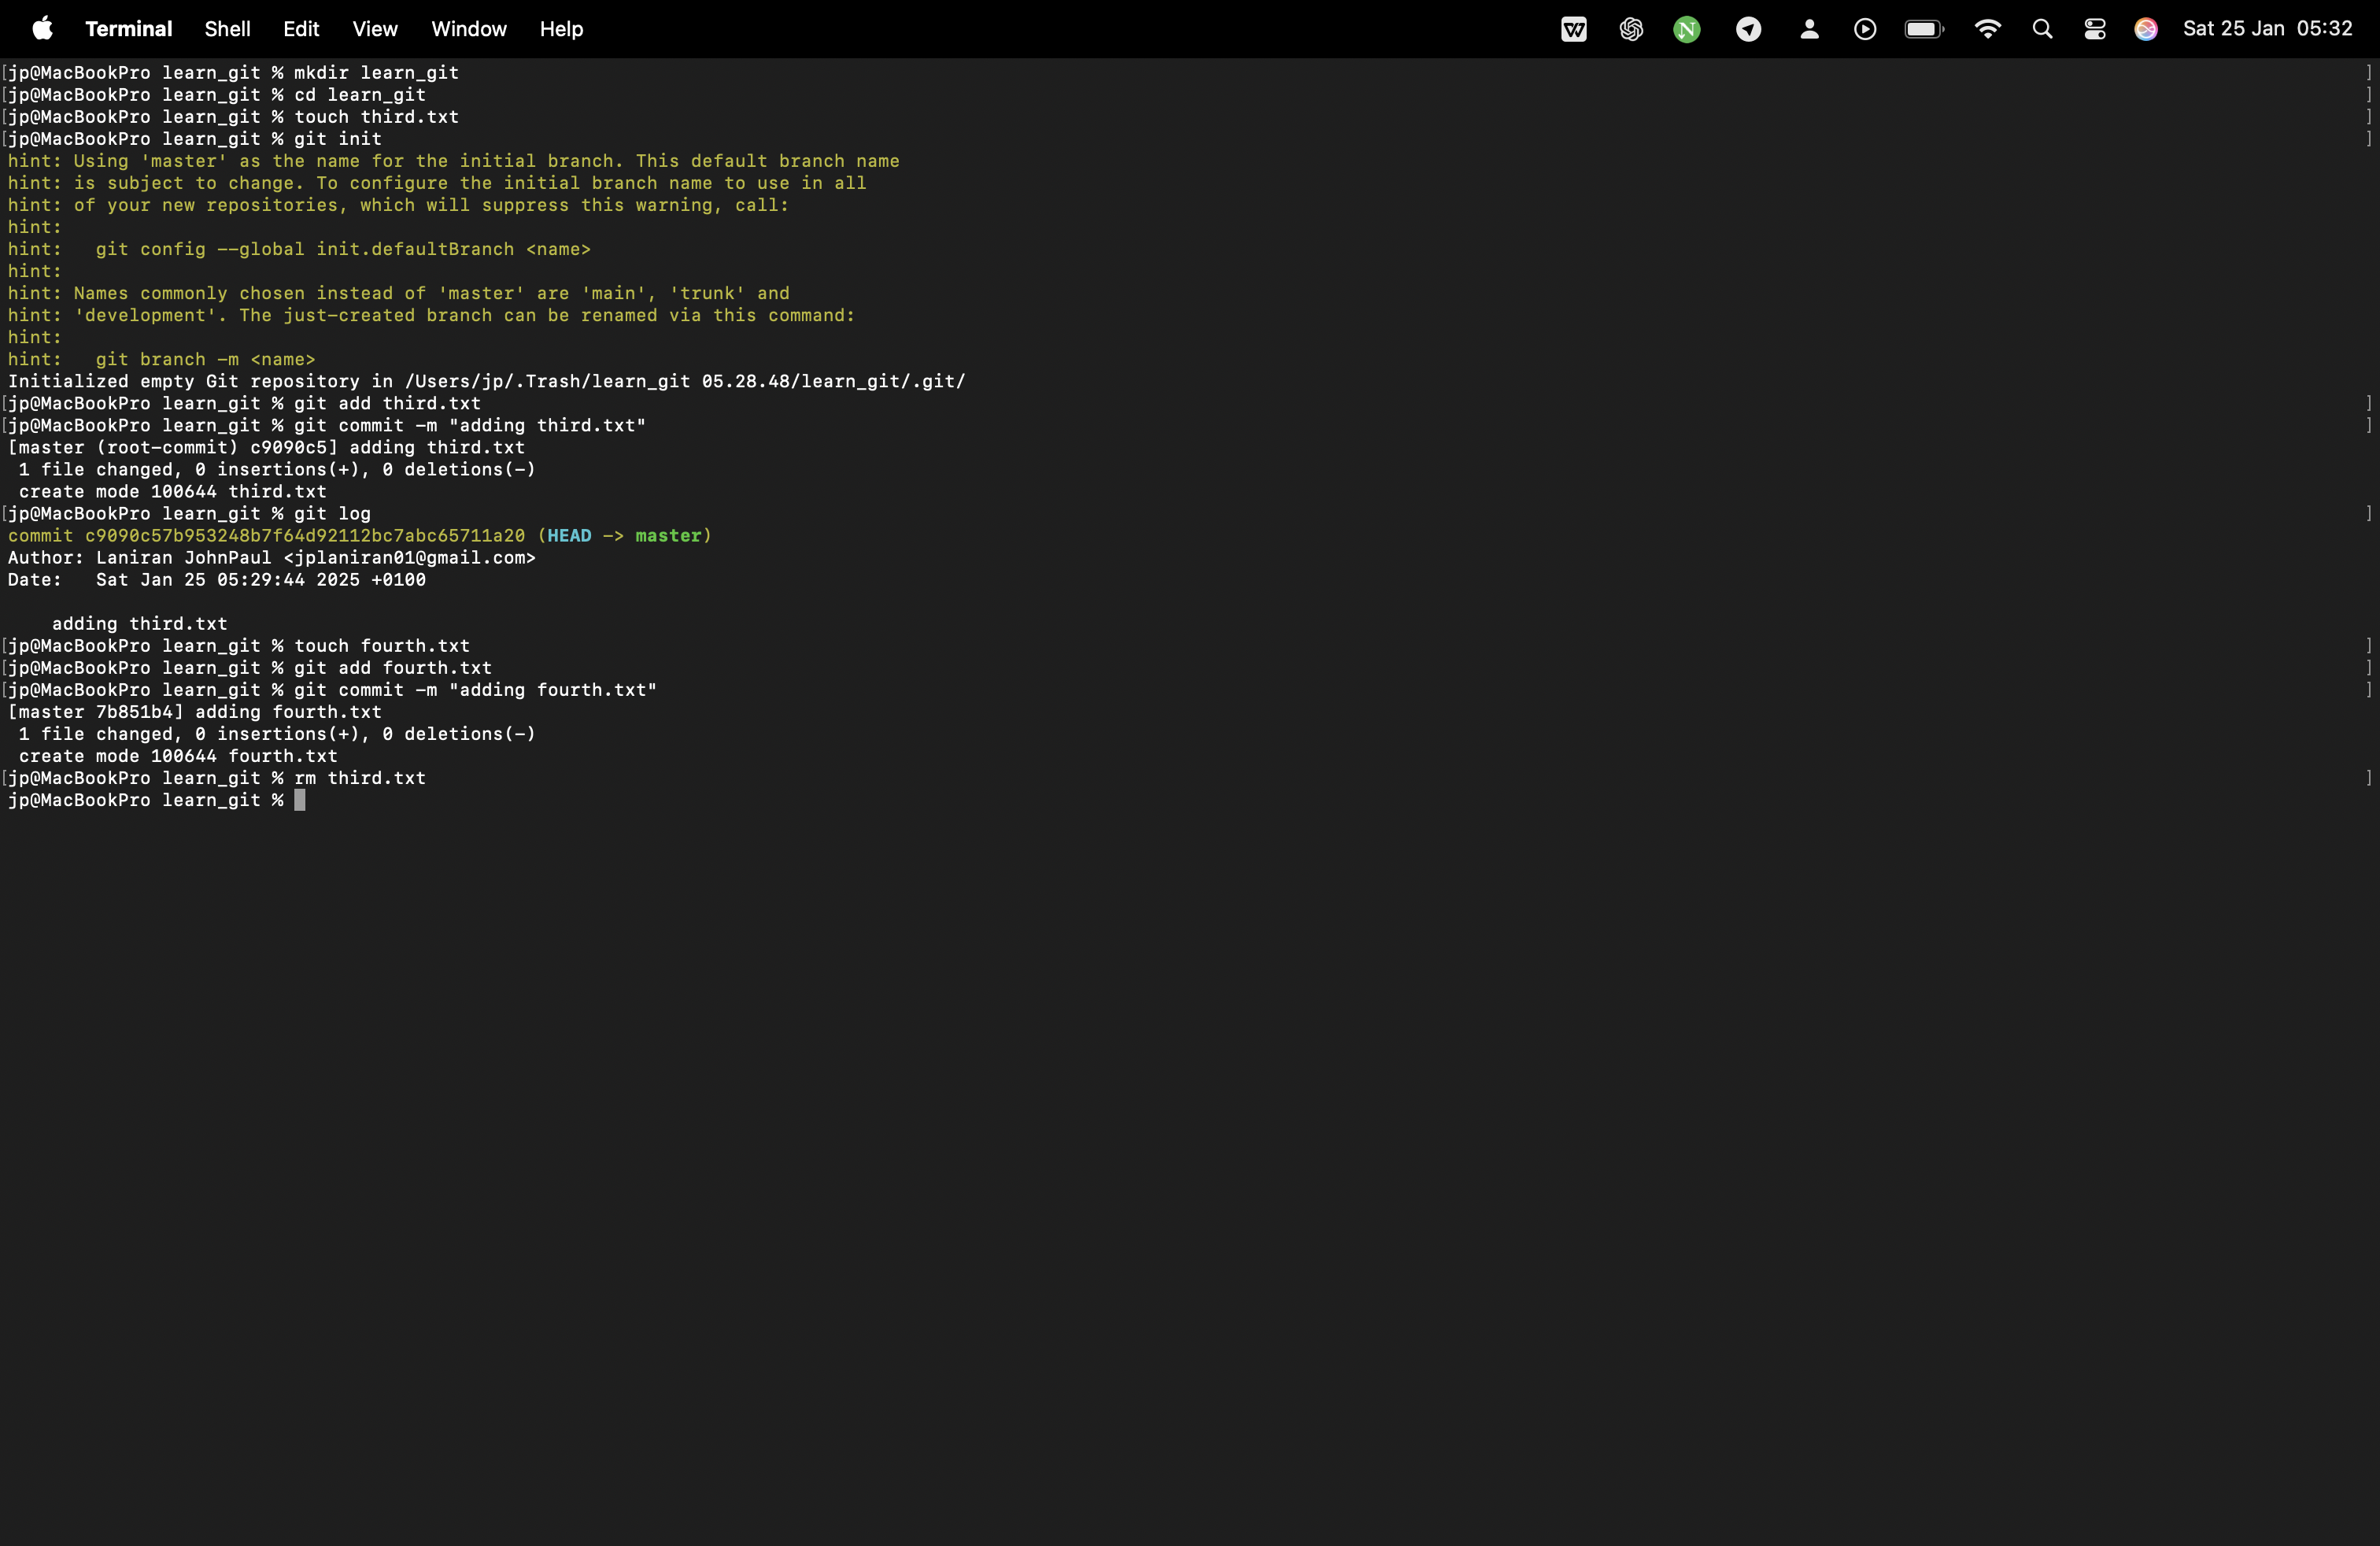 Terminal Shell Edit View Window Help Sat 25 Jan 05:32
[jp@MacBookPro learn_git % mkdir learn_git ]
[jp@MacBookPro learn_git % cd learn_git ]
[jp@MacBookPro learn_git % touch third.txt ]
[jp@MacBookPro learn_git % git init ]
hint: Using 'master' as the name for the initial branch. This default branch name
hint: is subject to change. To configure the initial branch name to use in all
hint: of your new repositories, which will suppress this warning, call:
hint:
hint:   git config --global init.defaultBranch <name>
hint:
hint: Names commonly chosen instead of 'master' are 'main', 'trunk' and
hint: 'development'. The just-created branch can be renamed via this command:
hint:
hint:   git branch -m <name>
Initialized empty Git repository in /Users/jp/.Trash/learn_git 05.28.48/learn_git/.git/
[jp@MacBookPro learn_git % git add third.txt ]
[jp@MacBookPro learn_git % git commit -m "adding third.txt" ]
[master (root-commit) c9090c5] adding third.txt
 1 file changed, 0 insertions(+), 0 deletions(-)
 create mode 100644 third.txt
[jp@MacBookPro learn_git % git log ]
commit c9090c57b953248b7f64d92112bc7abc65711a20 (HEAD -> master)
Author: Laniran JohnPaul <jplaniran01@gmail.com>
Date:   Sat Jan 25 05:29:44 2025 +0100
    adding third.txt
[jp@MacBookPro learn_git % touch fourth.txt ]
[jp@MacBookPro learn_git % git add fourth.txt ]
[jp@MacBookPro learn_git % git commit -m "adding fourth.txt" ]
[master 7b851b4] adding fourth.txt
 1 file changed, 0 insertions(+), 0 deletions(-)
 create mode 100644 fourth.txt
[jp@MacBookPro learn_git % rm third.txt ]
jp@MacBookPro learn_git %